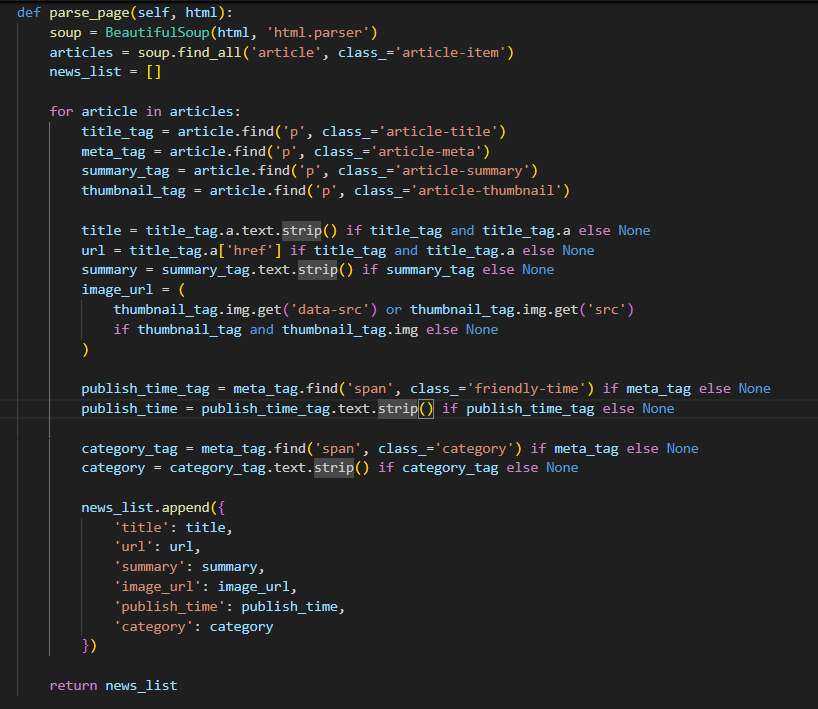 def parse_page(self, html):
    soup = BeautifulSoup(html, 'html.parser')
    articles = soup.find_all('article', class_='article-item')
    news_list = []

    for article in articles:
        title_tag = article.find('p', class_='article-title')
        meta_tag = article.find('p', class_='article-meta')
        summary_tag = article.find('p', class_='article-summary')
        thumbnail_tag = article.find('p', class_='article-thumbnail')

        title = title_tag.a.text.strip() if title_tag and title_tag.a else None
        url = title_tag.a['href'] if title_tag and title_tag.a else None
        summary = summary_tag.text.strip() if summary_tag else None
        image_url = (
            thumbnail_tag.img.get('data-src') or thumbnail_tag.img.get('src')
            if thumbnail_tag and thumbnail_tag.img else None
        )

        publish_time_tag = meta_tag.find('span', class_='friendly-time') if meta_tag else None
        publish_time = publish_time_tag.text.strip() if publish_time_tag else None

        category_tag = meta_tag.find('span', class_='category') if meta_tag else None
        category = category_tag.text.strip() if category_tag else None

        news_list.append({
            'title': title,
            'url': url,
            'summary': summary,
            'image_url': image_url,
            'publish_time': publish_time,
            'category': category
        })

    return news_list